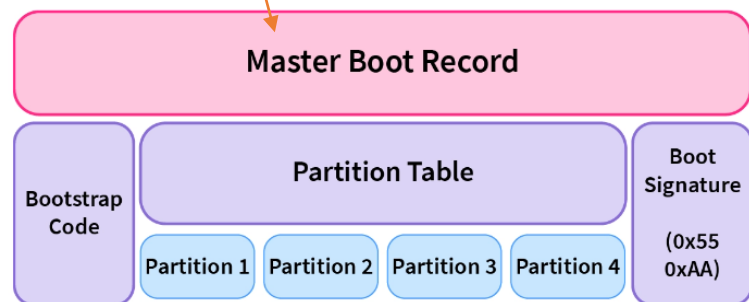 Master Boot Record
Bootstrap
Code
Partition Table
Partition 1
Partition 2
Partition 3
Partition 4
Boot
Signature
(0x55
0xAA)